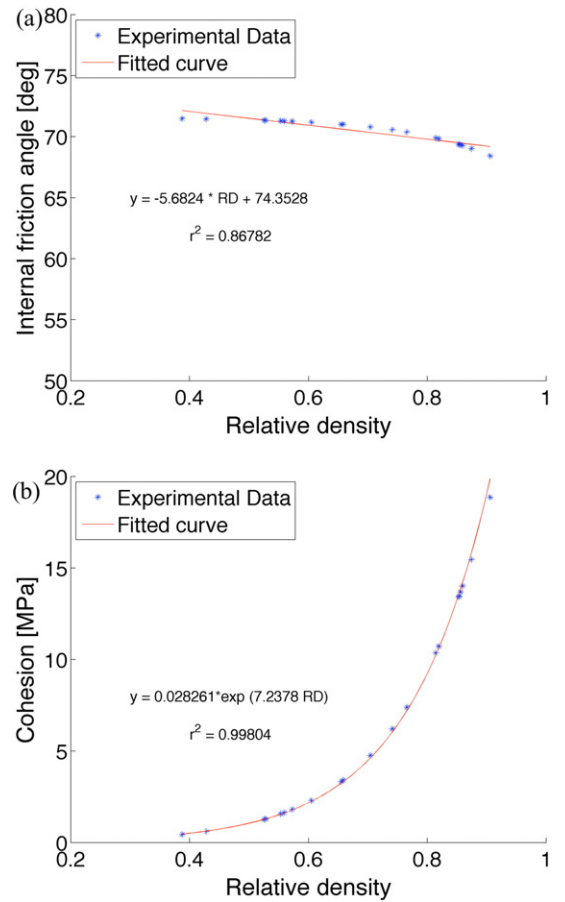 (a)
80
75
70
65
60
55
50
Internal friction angle [deg]
Experimental Data
Fitted curve
y = -5.6824 * RD + 74.3528
r² = 0.86782
0.2 0.4 0.6 0.8 1
Relative density
(b)
20
15
10
5
0
Cohesion [MPa]
Experimental Data
Fitted curve
y = 0.028261*exp (7.2378 RD)
r² = 0.99804
0.2 0.4 0.6 0.8 1
Relative density